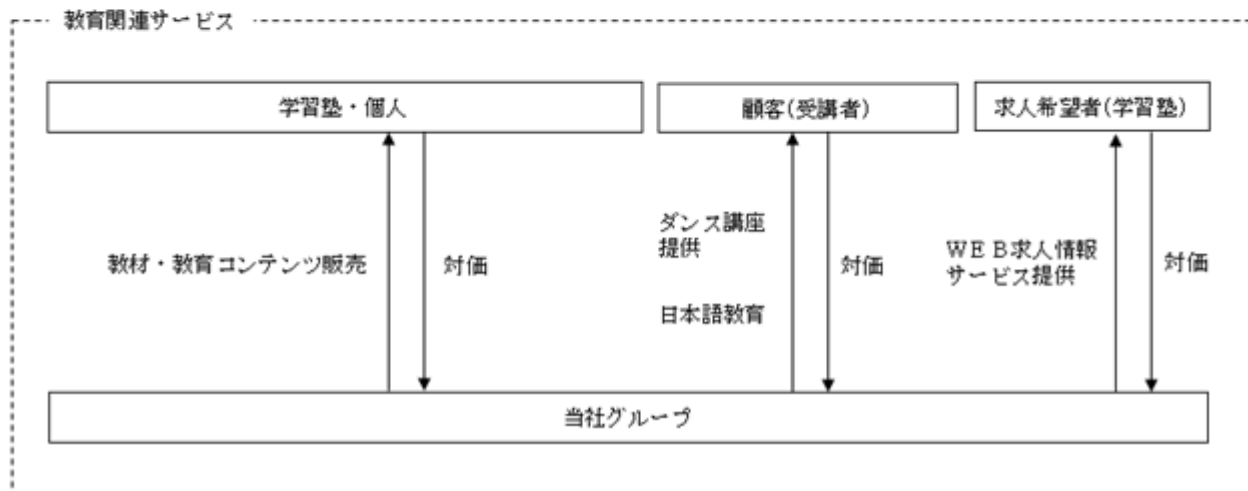 教育関連サービス
学習塾・個人
顧客(受講者)
求人希望者(学習塾)
教材・教育コンテンツ販売
対価
ダンス講座
提供
日本語教育
対価
ＷＥＢ求人情報
サービス提供
対価
当社グループ